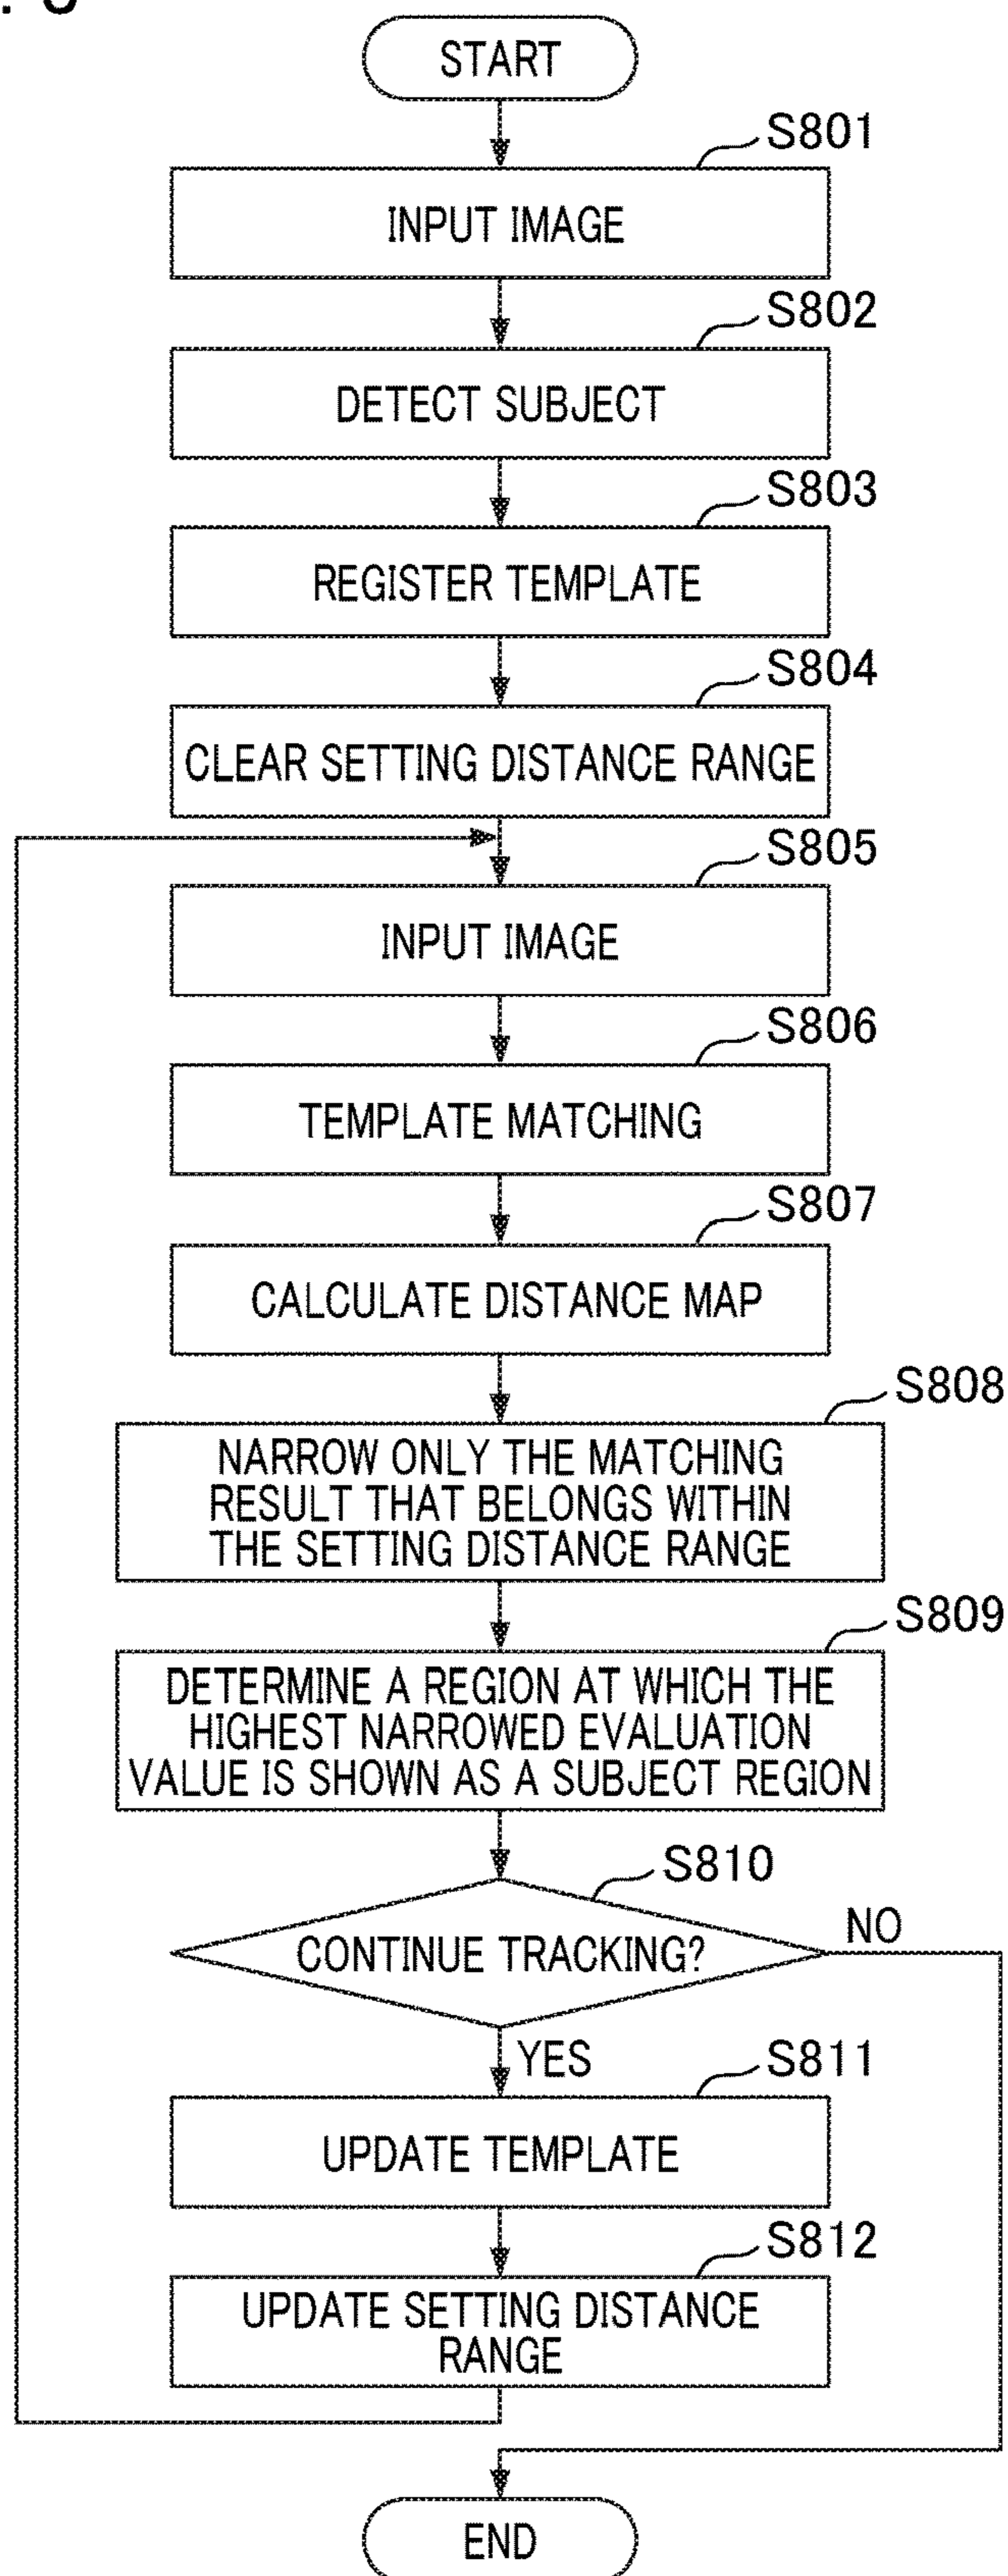 START
S801
INPUT IMAGE
S802
DETECT SUBJECT
S803
REGISTER TEMPLATE
S804
CLEAR SETTING DISTANCE RANGE
S805
INPUT IMAGE
S806
TEMPLATE MATCHING
S807
CALCULATE DISTANCE MAP
S808
NARROW ONLY THE MATCHING
RESULT THAT BELONGS WITHIN
THE SETTING DISTANCE RANGE
S809
DETERMINE A REGION AT WHICH THE
HIGHEST NARROWED EVALUATION
VALUE IS SHOWN AS A SUBJECT REGION
S810
CONTINUE TRACKING?
NO
YES
S811
UPDATE TEMPLATE
S812
UPDATE SETTING DISTANCE
RANGE
END